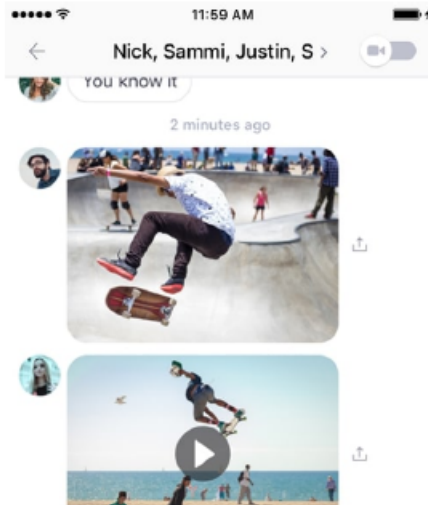 11:59 AM
Nick, Sammi, Justin, S >
You know it
2 minutes ago